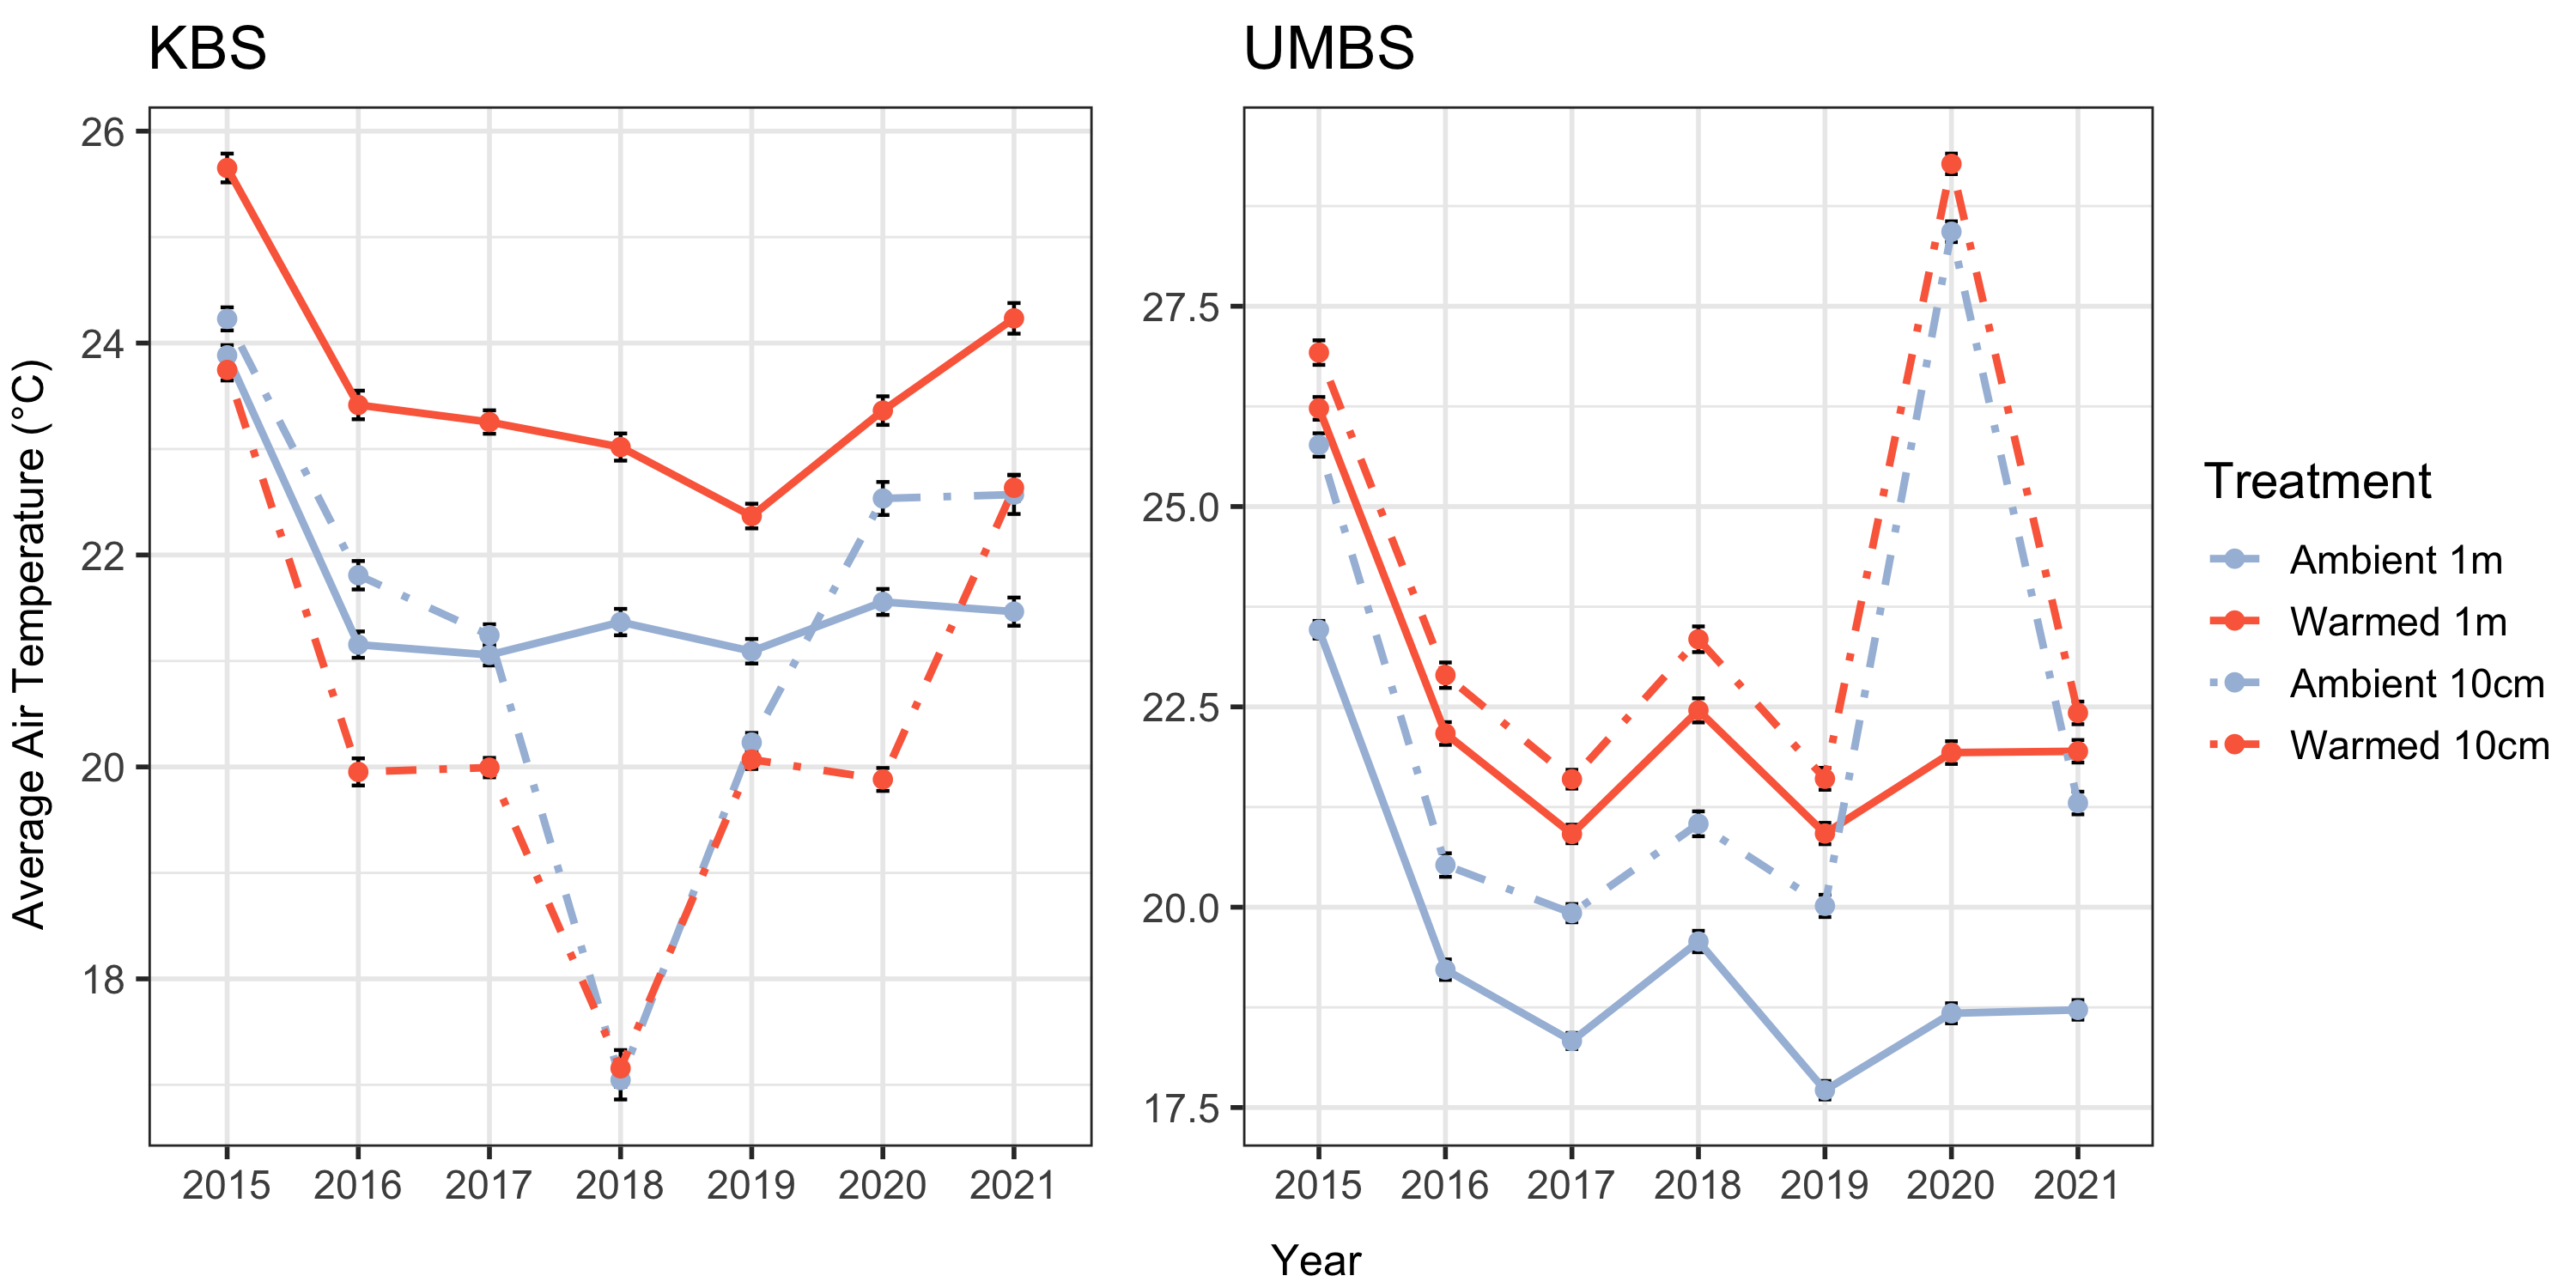 KBS
UMBS
Average Air Temperature (°C)
26
24
22
20
18
2015 2016 2017 2018 2019 2020 2021
27.5
25.0
22.5
20.0
17.5
2015 2016 2017 2018 2019 2020 2021
Year
Treatment
Ambient 1m
Warmed 1m
Ambient 10cm
Warmed 10cm